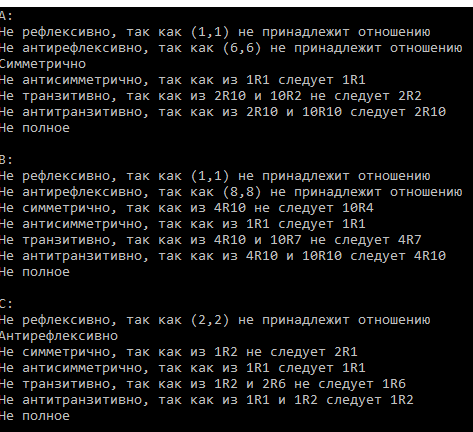 A:
Не рефлексивно, так как (1,1) не принадлежит отношению
Не антирефлексивно, так как (6,6) не принадлежит отношению
Симметрично
Не антисимметрично, так как из 1R1 следует 1R1
Не транзитивно, так как из 2R10 и 10R2 не следует 2R2
Не антитранзитивно, так как из 2R10 и 10R10 следует 2R10
Не полное
B:
Не рефлексивно, так как (1,1) не принадлежит отношению
Не антирефлексивно, так как (8,8) не принадлежит отношению
Не симметрично, так как из 4R10 не следует 10R4
Не антисимметрично, так как из 1R1 следует 1R1
Не транзитивно, так как из 4R10 и 10R7 не следует 4R7
Не антитранзитивно, так как из 4R10 и 10R10 следует 4R10
Не полное
C:
Не рефлексивно, так как (2,2) не принадлежит отношению
Антирефлексивно
Не симметрично, так как из 1R2 не следует 2R1
Не антисимметрично, так как из 1R1 следует 1R1
Не транзитивно, так как из 1R2 и 2R6 не следует 1R6
Не антитранзитивно, так как из 1R1 и 1R2 следует 1R2
Не полное